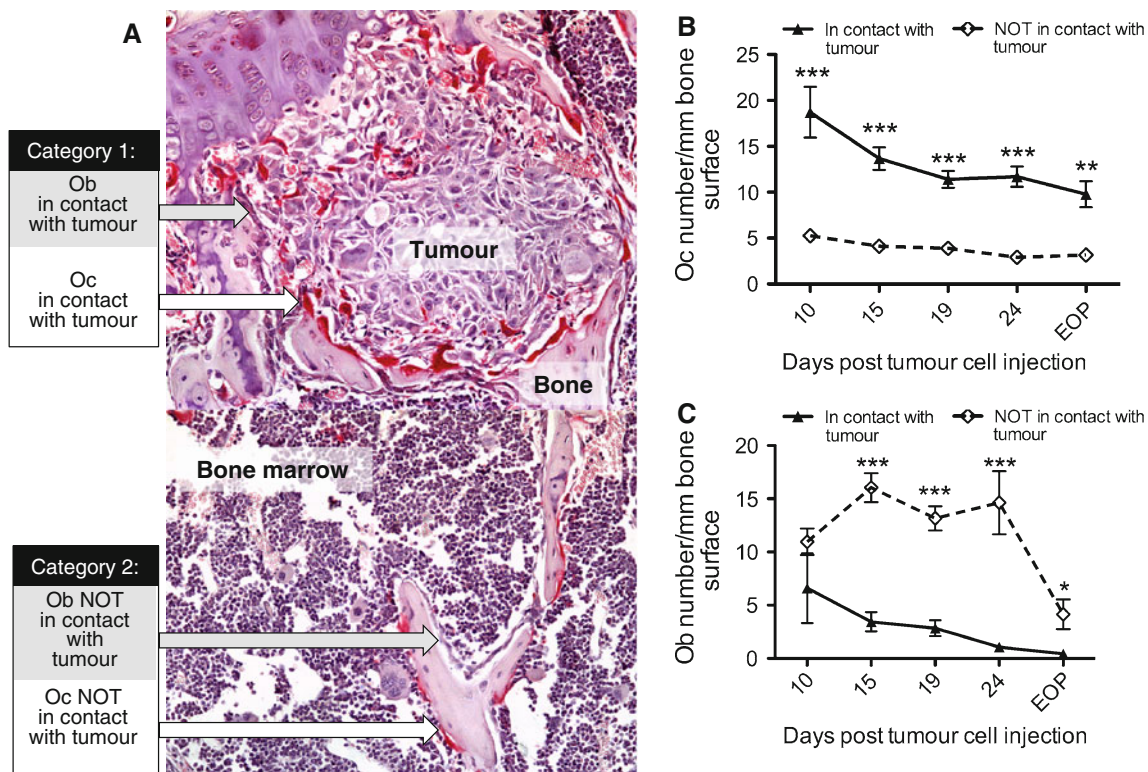 A
Category 1:
Ob
in contact
with tumour
Oc
in contact
with tumour
Tumour
Bone
Bone marrow
Category 2:
Ob NOT
in contact
with
tumour
Oc NOT
in contact
with tumour
B
In contact with
tumour
NOT in contact with
tumour
Oc number/mm bone
surface
25
20
15
10
5
0
***
***
***
***
**
10
15
19
24
EOP
Days post tumour cell injection
C
In contact with
tumour
NOT in contact with
tumour
Ob number/mm bone
surface
20
15
10
5
0
***
***
***
*
10
15
19
24
EOP
Days post tumour cell injection